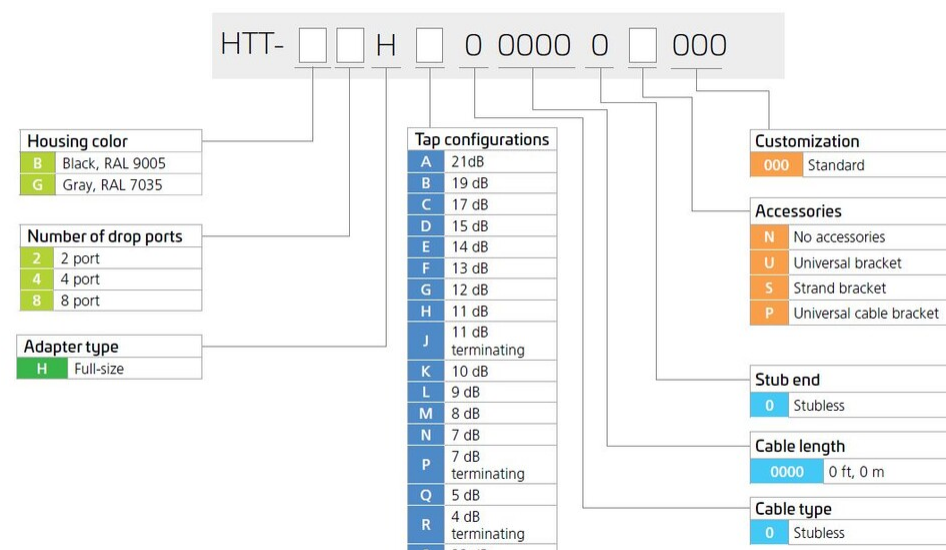 HTT- H 0 0000 0 000
Housing color
B Black, RAL 9005
G Gray, RAL 7035
Number of drop ports
2 2 port
4 4 port
8 8 port
Adapter type
H Full-size
Tap configurations
A 21dB
B 19 dB
C 17 dB
D 15 dB
E 14 dB
F 13 dB
G 12 dB
H 11 dB
J 11 dB
terminating
K 10 dB
L 9 dB
M 8 dB
N 7 dB
P 7 dB
terminating
Q 5 dB
R 4 dB
terminating
Customization
000 Standard
Accessories
N No accessories
U Universal bracket
S Strand bracket
P Universal cable bracket
Stub end
0 Stubless
Cable length
0000 0 ft, 0 m
Cable type
0 Stubless